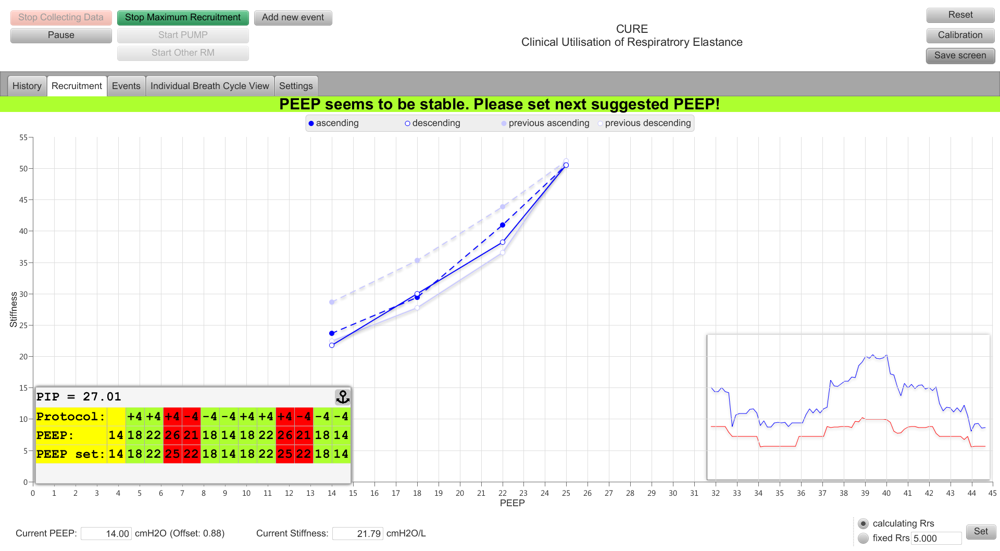 Stop Collecting Data
Stop Maximum Recruitment
Add new event
Pause
Start PUMP
Start Other RM
CURE
Clinical Utilisation of Respiratrory Elastance
Reset
Calibration
Save screen
History Recruitment Events Individual Breath Cycle View Settings
PEEP seems to be stable. Please set next suggested PEEP!
ascending descending previous ascending previous descending
55
50
45
40
35
30
25
20
15
10
5
0
Stiffness
PIP = 27.01
Protocol: +4 +4 +4 -4 -4 -4 +4 +4 +4 -4 -4 -4
PEEP: 14 18 22 26 21 18 14 18 22 26 21 18 14
PEEP set: 14 18 22 25 22 18 14 18 22 25 22 18 14
0 1 2 3 4 5 6 7 8 9 10 11 12 13 14 15 16 17 18 19 20 21 22 23 24 25 26 27 28 29 30 31 32 33 34 35 36 37 38 39 40 41 42 43 44 45
PEEP
Current PEEP: 14.00 cmH2O (Offset: 0.88)
Current Stiffness: 21.79 cmH2O/L
calculating Rrs
fixed Rrs 5.000
Set